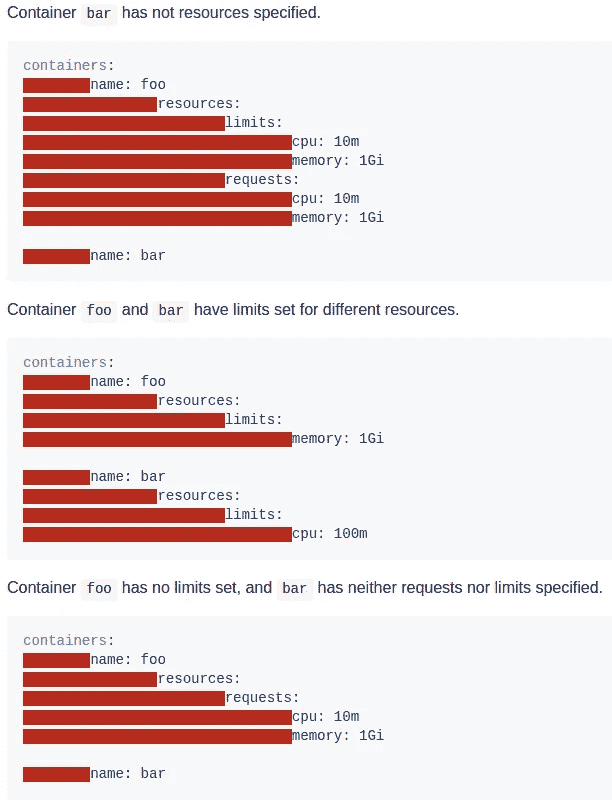 Container bar has not resources specified.
containers:
name: foo
resources:
limits:
cpu: 10m
memory: 1Gi
requests:
cpu: 10m
memory: 1Gi
name: bar
Container foo and bar have limits set for different resources.
containers:
name: foo
resources:
limits:
memory: 1Gi
name: bar
resources:
limits:
cpu: 100m
Container foo has no limits set, and bar has neither requests nor limits specified.
containers:
name: foo
resources:
requests:
cpu: 10m
memory: 1Gi
name: bar